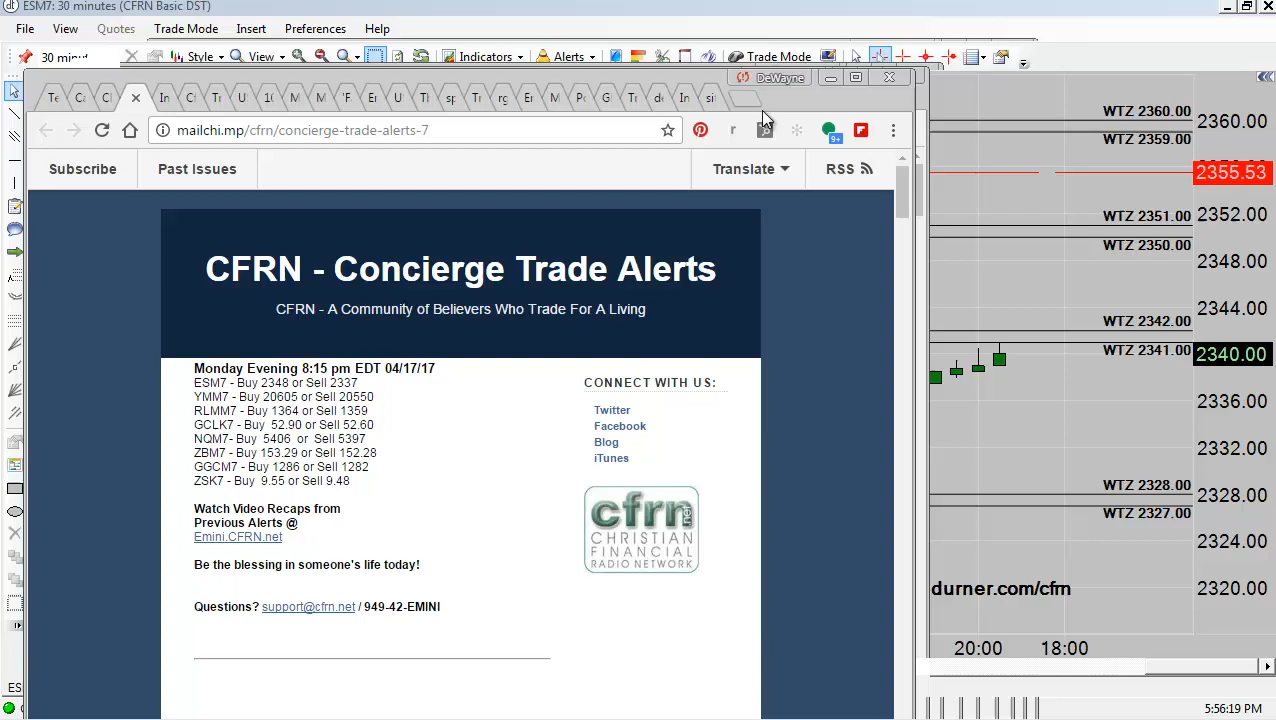 ESM7: 30 minutes (CFRN Basic DST)
File View Quotes Trade Mode Insert Preferences Help
Style View Indicators Alerts Trade Mode
DeWayne
mailchi.mp/cfrn/concierge-trade-alerts-7
9+
Subscribe Past Issues Translate RSS
CFRN - Concierge Trade Alerts
CFRN - A Community of Believers Who Trade For A Living
Monday Evening 8:15 pm EDT 04/17/17
ESM7 - Buy 2348 or Sell 2337
YMM7 - Buy 20605 or Sell 20550
RLMM7 - Buy 1364 or Sell 1359
GCLK7 - Buy 52.90 or Sell 52.60
NQM7- Buy 5406 or Sell 5397
ZBM7 - Buy 153.29 or Sell 152.28
GGCM7 - Buy 1286 or Sell 1282
ZSK7 - Buy 9.55 or Sell 9.48
Watch Video Recaps from
Previous Alerts @
Emini.CFRN.net
Be the blessing in someone's life today!
Questions? support@cfrn.net / 949-42-EMINI
CONNECT WITH US:
Twitter
Facebook
Blog
iTunes
cfrn.net
CHRISTIAN
FINANCIAL
RADIO NETWORK
WTZ 2360.00
WTZ 2359.00
WTZ 2351.00
WTZ 2350.00
WTZ 2342.00
WTZ 2341.00
WTZ 2328.00
WTZ 2327.00
2360.00
2355.53
2352.00
2348.00
2344.00
2340.00
2336.00
2332.00
2328.00
2324.00
2320.00
durner.com/cfrn
20:00 18:00
ES
5:56:19 PM